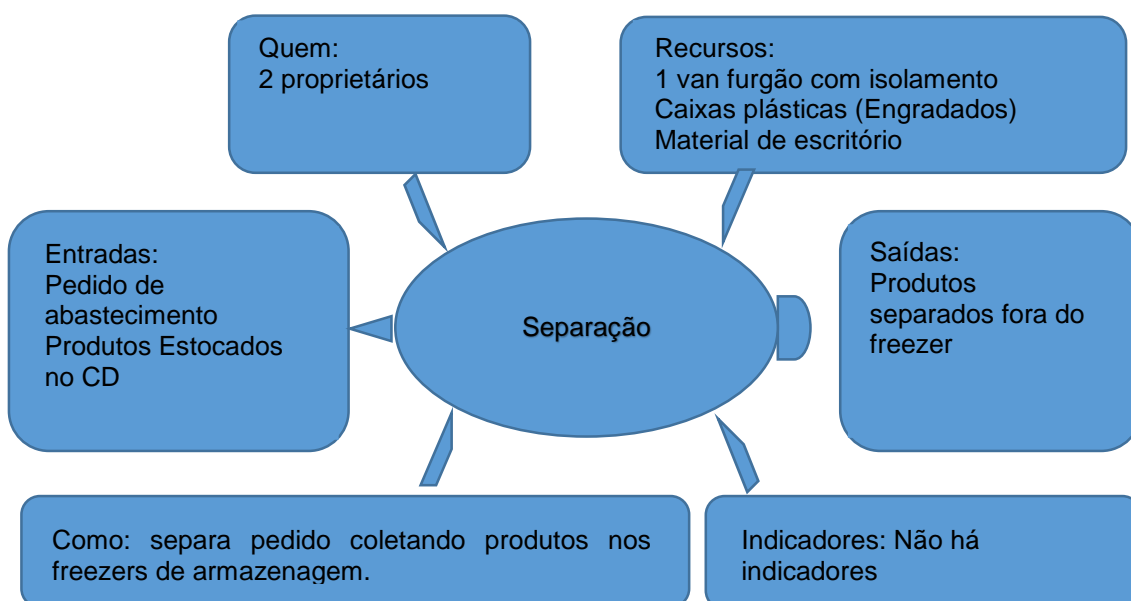 Quem:
2 proprietários
Recursos:
1 van furgão com isolamento
Caixas plásticas (Engradados)
Material de escritório
Entradas:
Pedido de
abastecimento
Produtos Estocados
no CD
Separação
Saídas:
Produtos
separados fora do
freezer
Como: separa pedido coletando produtos nos
freezers de armazenagem.
Indicadores: Não há
indicadores